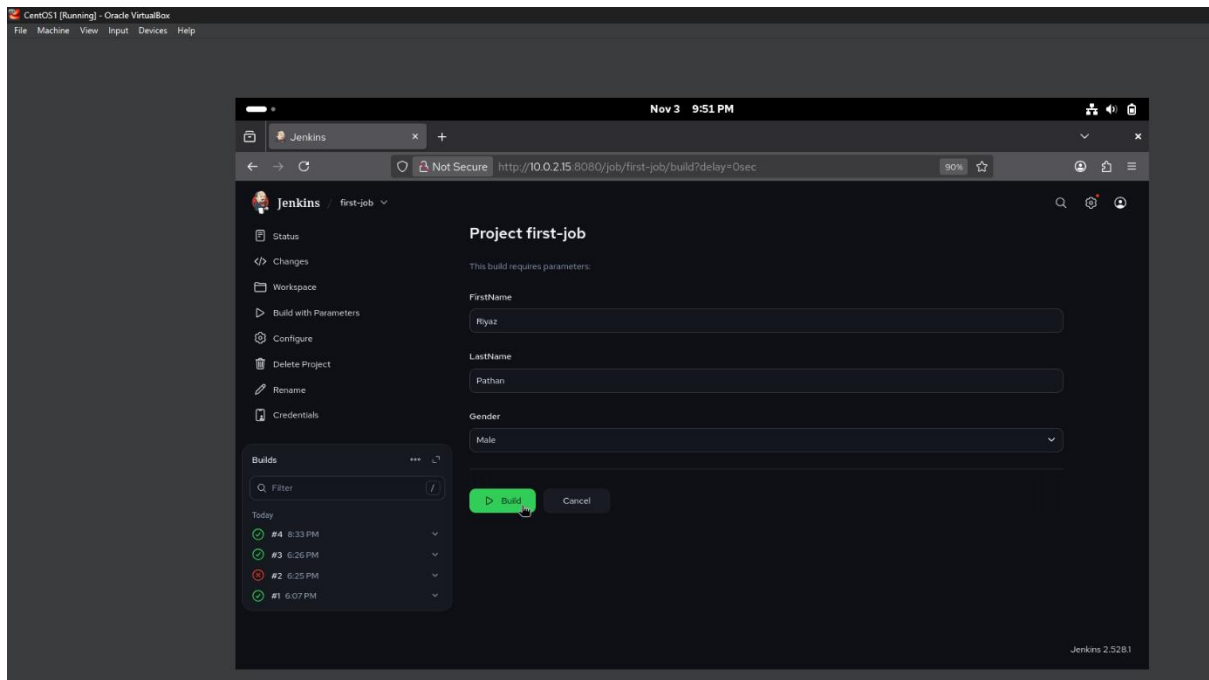 CentOS1 [Running] - Oracle VirtualBox
File Machine View Input Devices Help
Nov 3 9:51 PM
Jenkins
Not Secure http://10.0.2.15:8080/job/first-job/build?delay=0sec 90%
Jenkins / first-job
Status
Changes
Workspace
Build with Parameters
Configure
Delete Project
Rename
Credentials
Builds
Filter /
Today
#4 8:33 PM
#3 6:26 PM
#2 6:25 PM
#1 6:07 PM
Project first-job
This build requires parameters:
FirstName
Riyaz
LastName
Pathan
Gender
Male
Build Cancel
Jenkins 2.528.1